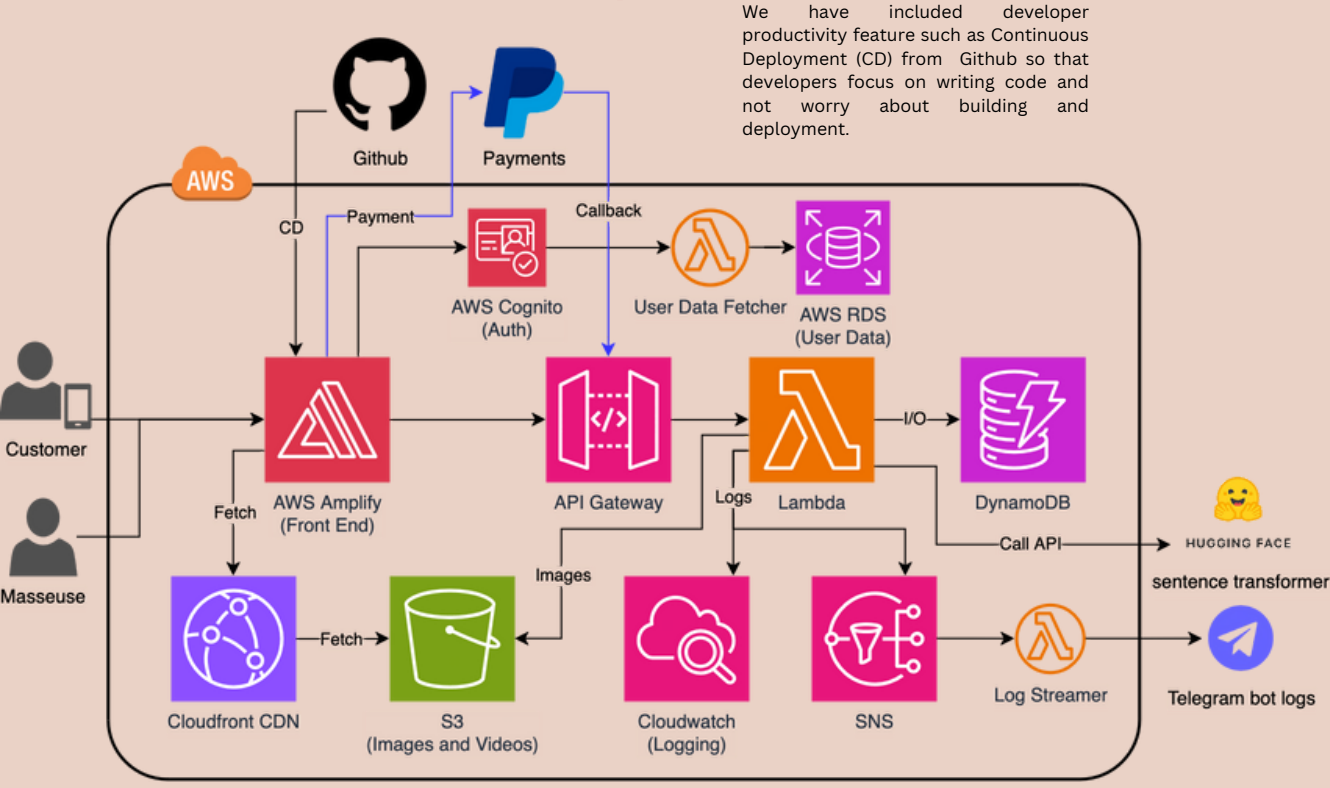 We have included developer
productivity feature such as Continuous
Deployment (CD) from Github so that
developers focus on writing code and
not worry about building and
deployment.
Github
Payments
AWS
CD
Payment
Callback
AWS Cognito
(Auth)
User Data Fetcher
AWS RDS
(User Data)
Customer
Masseuse
AWS Amplify
(Front End)
API Gateway
Lambda
I/O
DynamoDB
Fetch
Logs
Call API
HUGGING FACE
sentence transformer
Images
Fetch
Cloudfront CDN
S3
(Images and Videos)
Cloudwatch
(Logging)
SNS
Log Streamer
Telegram bot logs